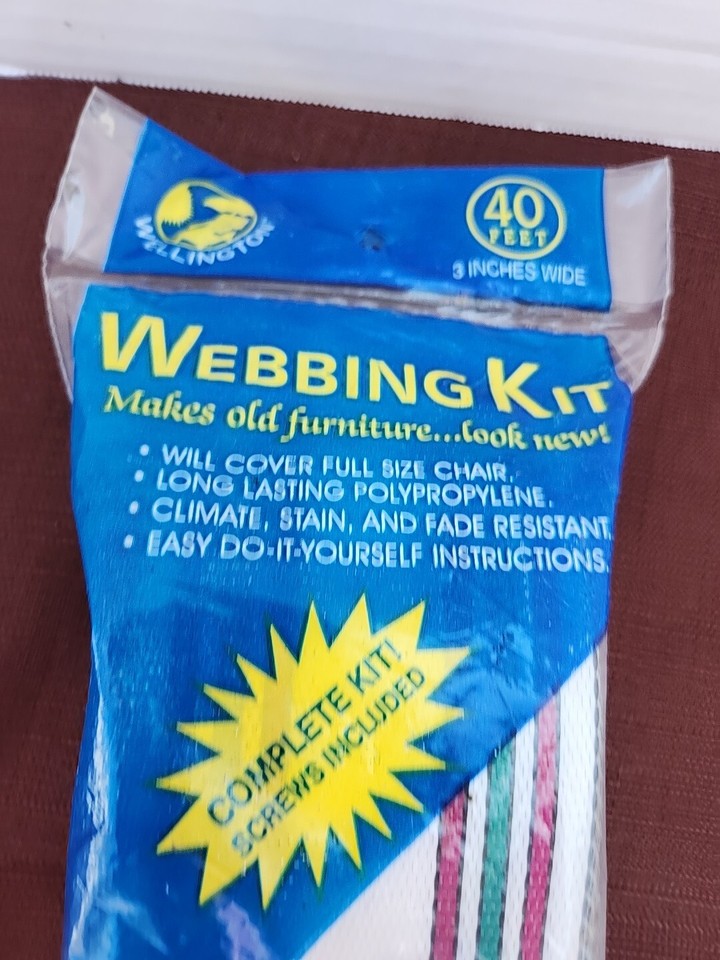 WELLINGTON
40
FEET
3 INCHES WIDE
WEBBING KIT
Makes old furniture...look new!
• WILL COVER FULL SIZE CHAIR.
• LONG LASTING POLYPROPYLENE.
• CLIMATE, STAIN, AND FADE RESISTANT.
• EASY DO-IT-YOURSELF INSTRUCTIONS.
COMPLETE KIT!
SCREWS INCLUDED